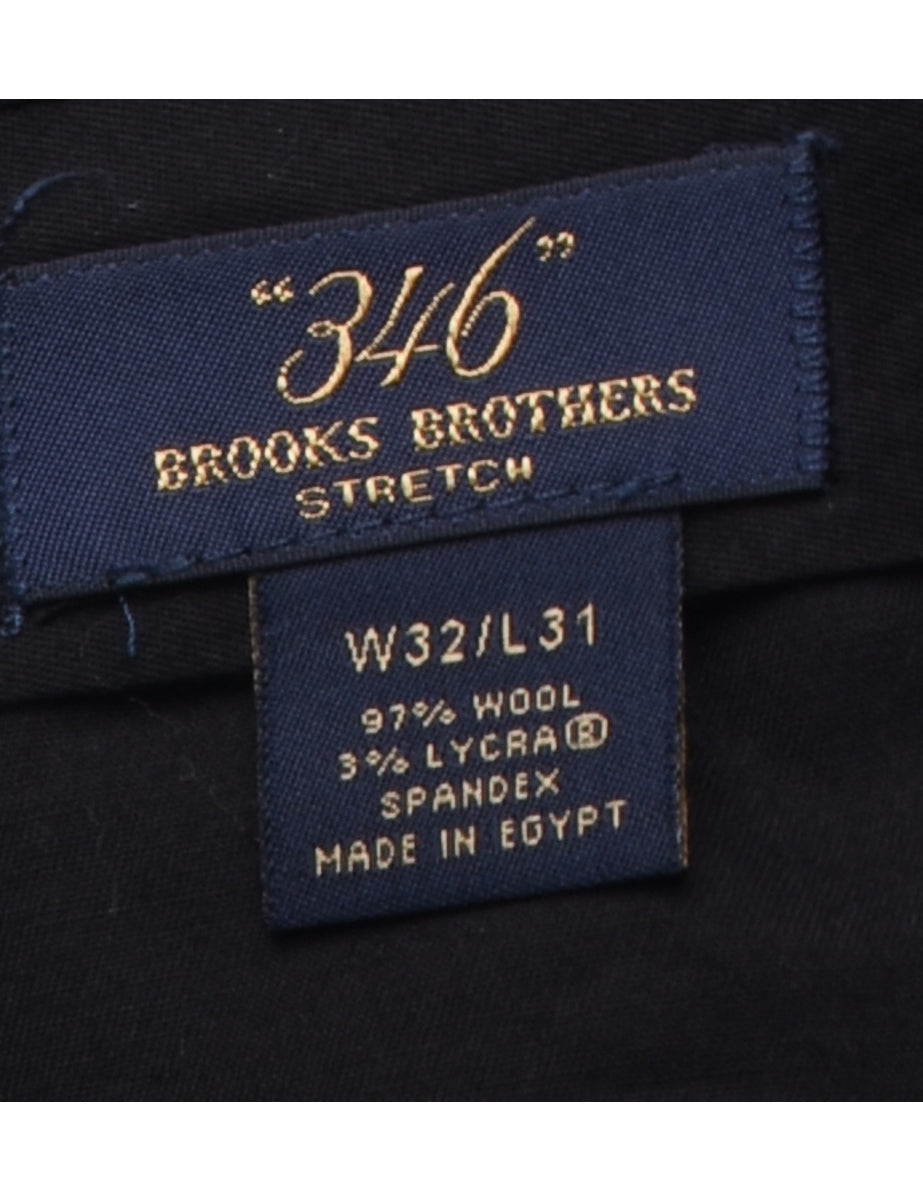 “346”
BROOKS BROTHERS
STRETCH
W32/L31
97% WOOL
3% LYCRA®
SPANDEX
MADE IN EGYPT